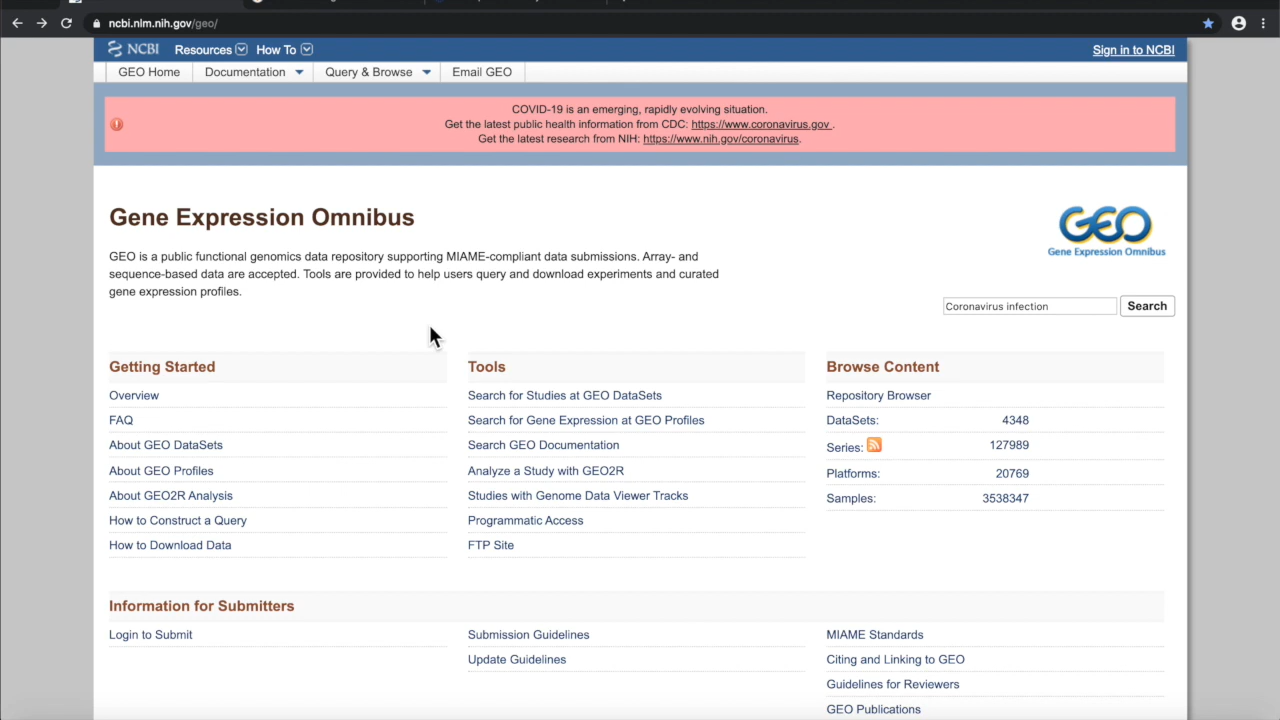 ncbi.nlm.nih.gov/geo/
NCBI Resources How To Sign in to NCBI
GEO Home Documentation Query & Browse Email GEO
COVID-19 is an emerging, rapidly evolving situation.
Get the latest public health information from CDC: https://www.coronavirus.gov .
Get the latest research from NIH: https://www.nih.gov/coronavirus.
Gene Expression Omnibus
GEO
Gene Expression Omnibus
GEO is a public functional genomics data repository supporting MIAME-compliant data submissions. Array- and
sequence-based data are accepted. Tools are provided to help users query and download experiments and curated
gene expression profiles.
Coronavirus infection Search
Getting Started
Overview
FAQ
About GEO DataSets
About GEO Profiles
About GEO2R Analysis
How to Construct a Query
How to Download Data
Tools
Search for Studies at GEO DataSets
Search for Gene Expression at GEO Profiles
Search GEO Documentation
Analyze a Study with GEO2R
Studies with Genome Data Viewer Tracks
Programmatic Access
FTP Site
Browse Content
Repository Browser
DataSets: 4348
Series: 127989
Platforms: 20769
Samples: 3538347
Information for Submitters
Login to Submit
Submission Guidelines
Update Guidelines
MIAME Standards
Citing and Linking to GEO
Guidelines for Reviewers
GEO Publications